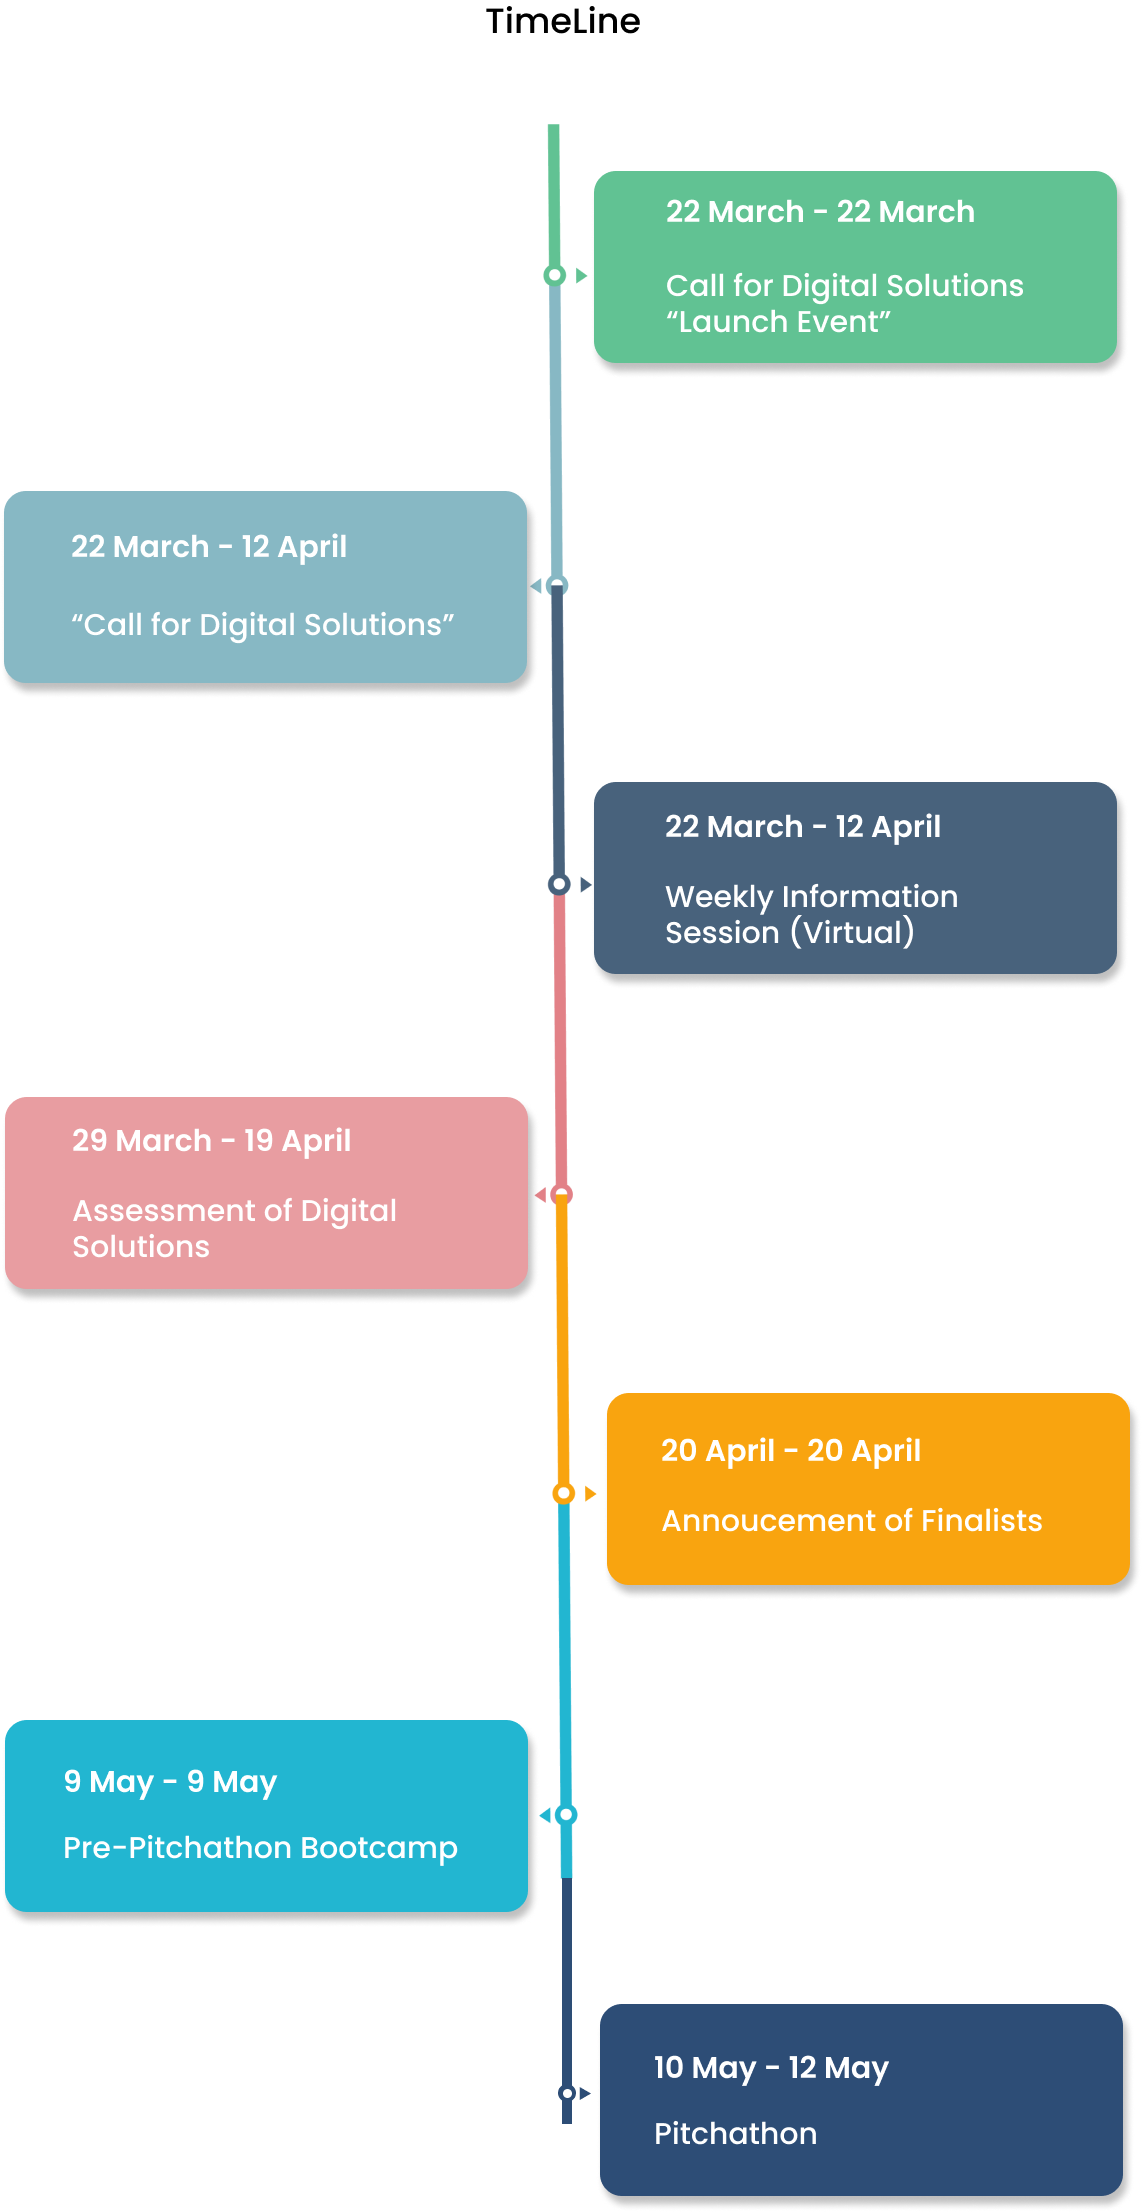 TimeLine
22 March - 22 March
Call for Digital Solutions
“Launch Event”
22 March - 12 April
“Call for Digital Solutions”
22 March - 12 April
Weekly Information
Session (Virtual)
29 March - 19 April
Assessment of Digital
Solutions
20 April - 20 April
Annoucement of Finalists
9 May - 9 May
Pre-Pitchathon Bootcamp
10 May - 12 May
Pitchathon